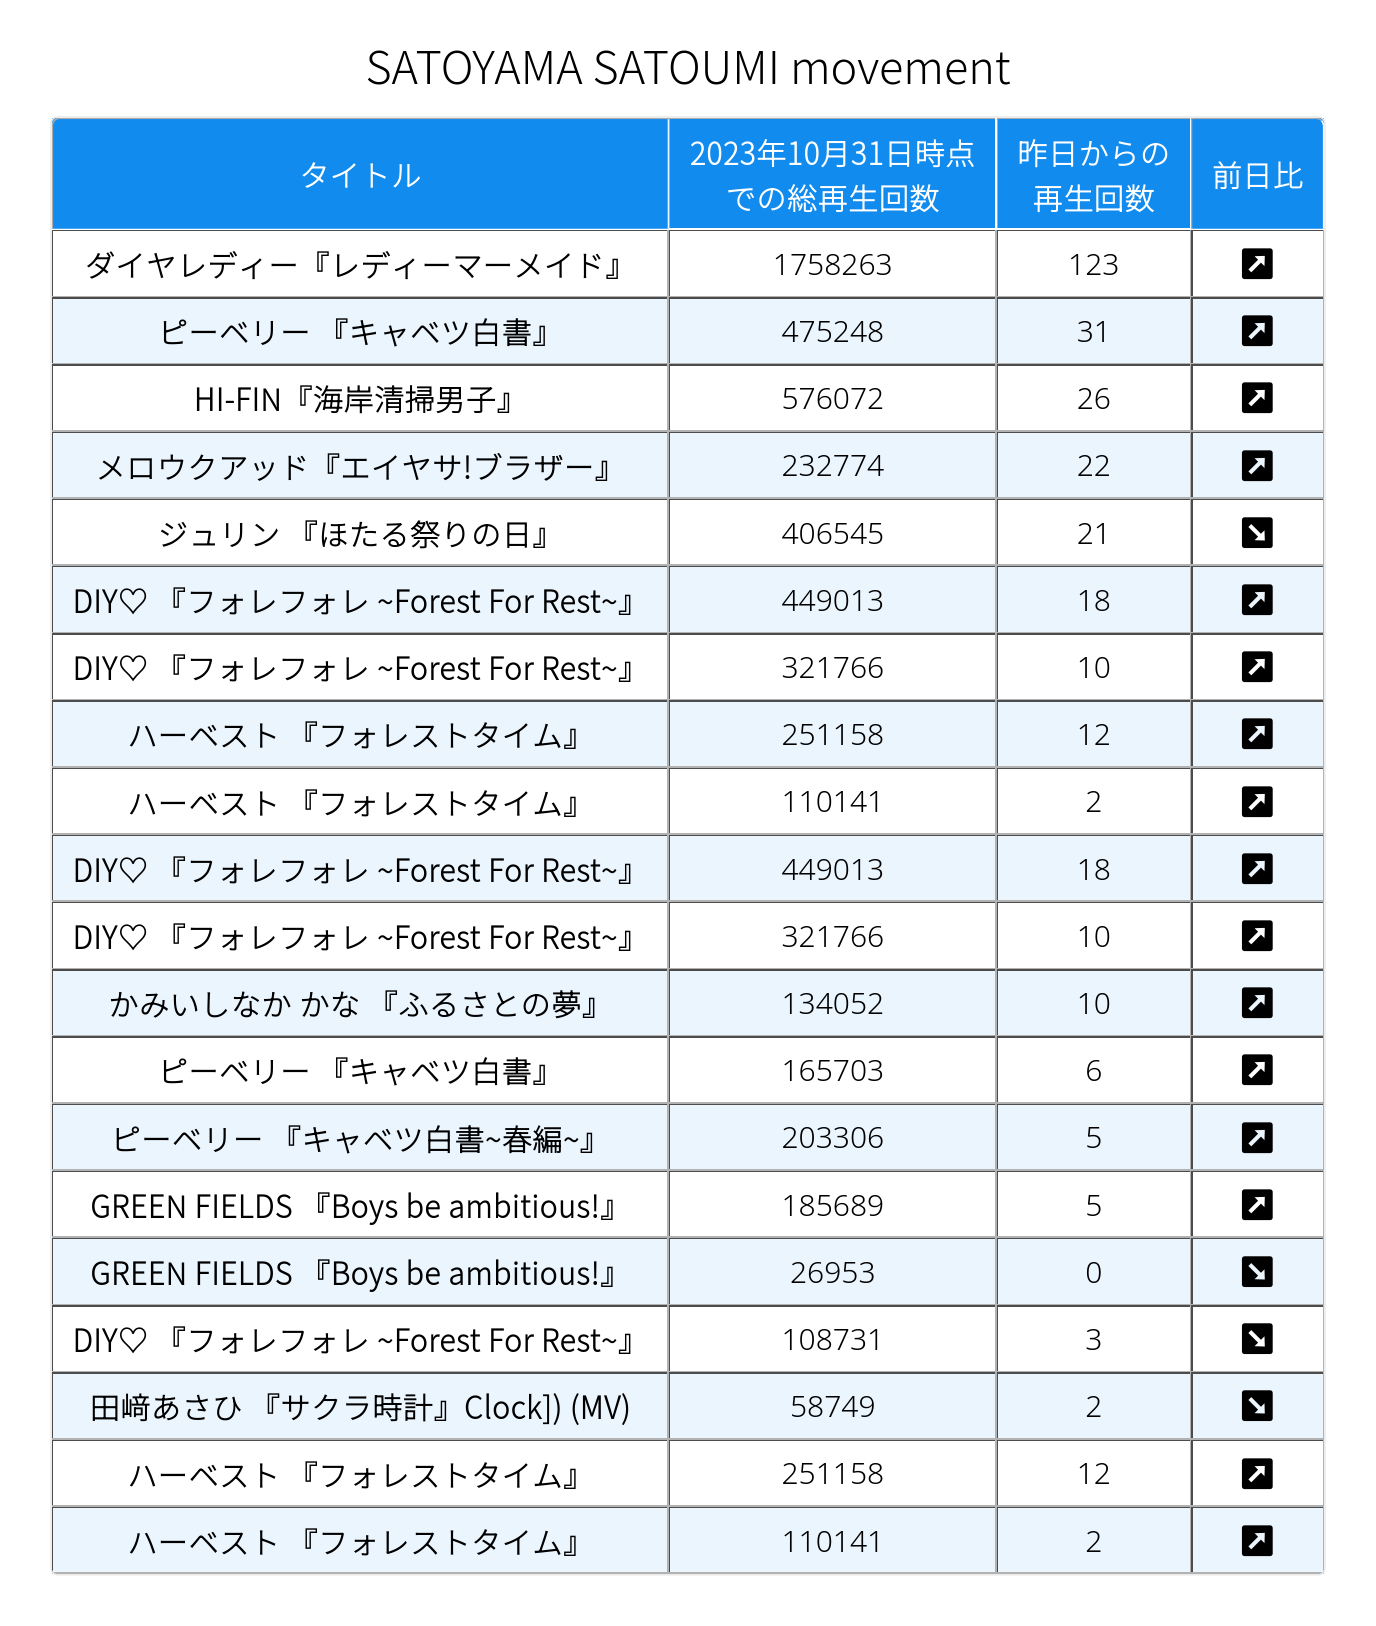 SATOYAMA SATOUMI movement
タイトル 2023年10月31日時点での総再生回数 昨日からの再生回数 前日比
ダイヤレディー『レディーマーメイド』 1758263 123 ↗
ピーベリー 『キャベツ白書』 475248 31 ↗
HI-FIN『海岸清掃男子』 576072 26 ↗
メロウクアッド『エイヤサ!ブラザー』 232774 22 ↗
ジュリン 『ほたる祭りの日』 406545 21 ↘
DIY♡ 『フォレフォレ ~Forest For Rest~』 449013 18 ↗
DIY♡ 『フォレフォレ ~Forest For Rest~』 321766 10 ↗
ハーベスト 『フォレストタイム』 251158 12 ↗
ハーベスト 『フォレストタイム』 110141 2 ↗
DIY♡ 『フォレフォレ ~Forest For Rest~』 449013 18 ↗
DIY♡ 『フォレフォレ ~Forest For Rest~』 321766 10 ↗
かみいしなか かな 『ふるさとの夢』 134052 10 ↗
ピーベリー 『キャベツ白書』 165703 6 ↗
ピーベリー 『キャベツ白書~春編~』 203306 5 ↗
GREEN FIELDS 『Boys be ambitious!』 185689 5 ↗
GREEN FIELDS 『Boys be ambitious!』 26953 0 ↘
DIY♡ 『フォレフォレ ~Forest For Rest~』 108731 3 ↘
田﨑あさひ 『サクラ時計』Clock]) (MV) 58749 2 ↘
ハーベスト 『フォレストタイム』 251158 12 ↗
ハーベスト 『フォレストタイム』 110141 2 ↗